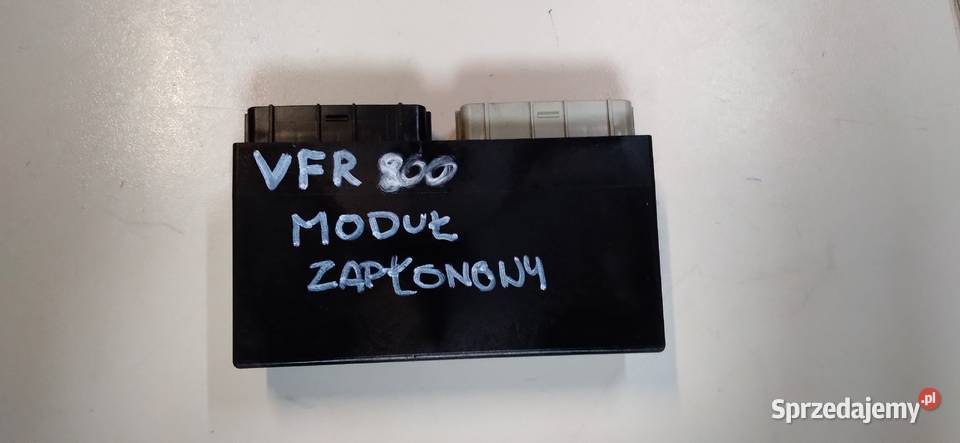 VFR 800
MODUŁ
ZAPŁONOWY
Sprzedajemy.pl